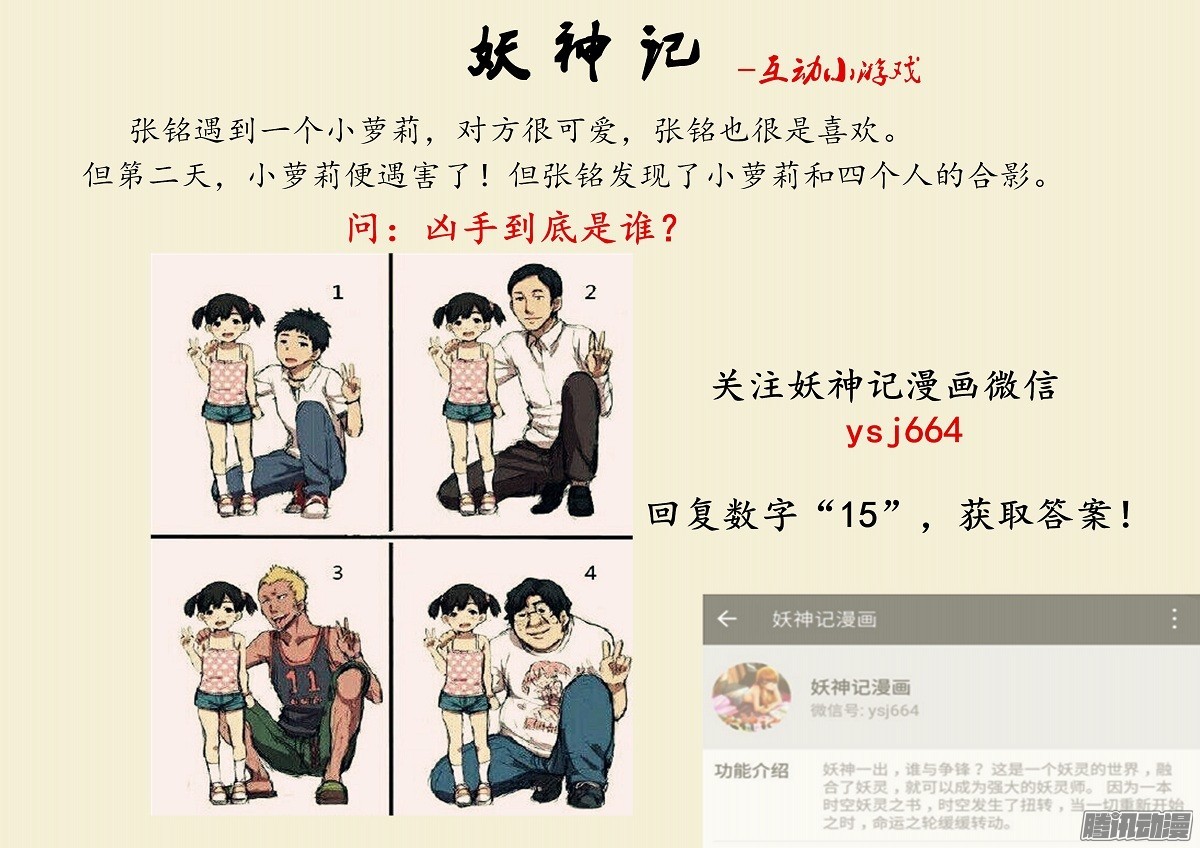 妖神记
-互动小游戏
张铭遇到一个小萝莉，对方很可爱，张铭也很是喜欢。
但第二天，小萝莉便遇害了！但张铭发现了小萝莉和四个人的合影。
问：凶手到底是谁？
1
2
3
11
4
关注妖神记漫画微信
ysj664
回复数字“15”，获取答案！
妖神记漫画
妖神记漫画
微信号: ysj664
功能介绍
妖神一出，谁与争锋？这是一个妖灵的世界，融
合了妖灵，就可以成为强大的妖灵师。 因为一本
时空妖灵之书，时空发生了扭转，当一切重新开始
之时，命运之轮缓缓转动。
腾讯动漫